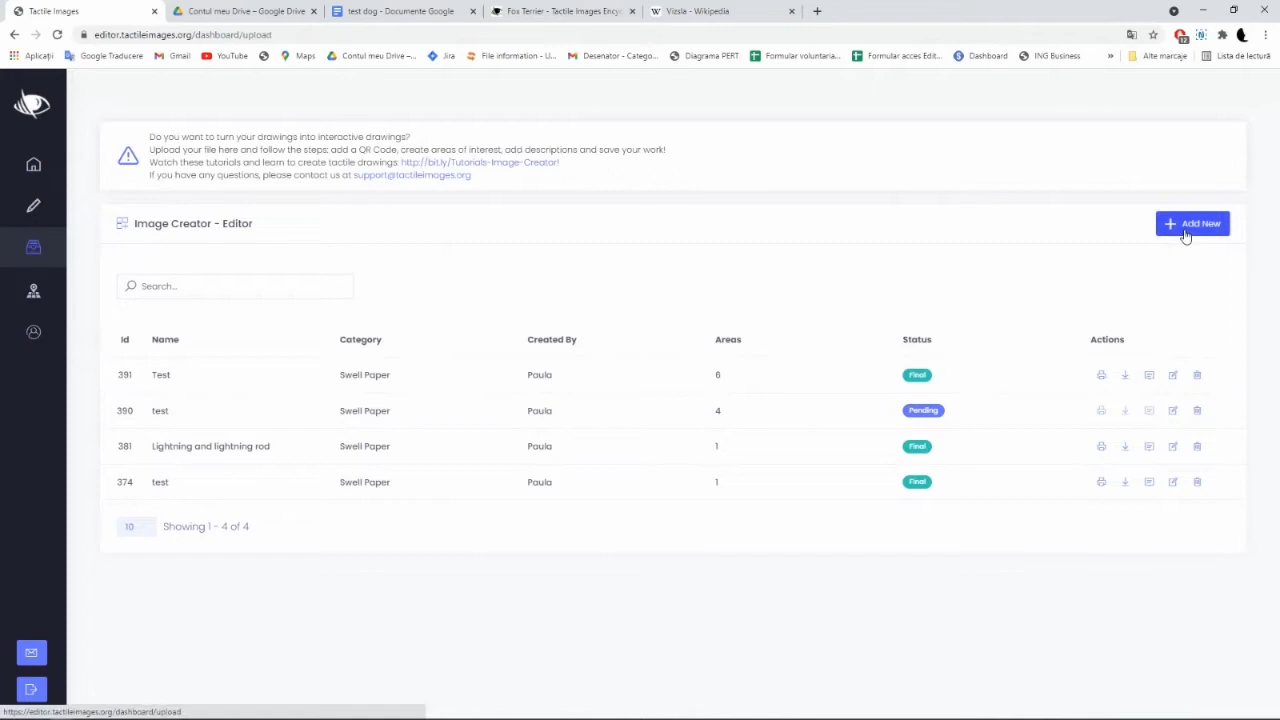 Tactile Images
Contul meu Drive – Google Drive
test dog - Documente Google
Fox Terrier - Tactile Images Ency
Vizsla - Wikipedia
editor.tactileimages.org/dashboard/upload
Aplicații
Google Traducere
Gmail
YouTube
Maps
Contul meu Drive –...
Jira
File information - U...
Desenator - Catego...
Diagrama PERT
Formular voluntaria...
Formular acces Edit...
Dashboard
ING Business
Alte marcaje
Lista de lectură
Do you want to turn your drawings into interactive drawings?
Upload your file here and follow the steps: add a QR Code, create areas of interest, add descriptions and save your work!
Watch these tutorials and learn to create tactile drawings: http://bit.ly/Tutorials-Image-Creator!
If you have any questions, please contact us at support@tactileimages.org
Image Creator - Editor
+ Add New
Search...
Id Name Category Created By Areas Status Actions
391 Test Swell Paper Paula 6 Final
390 test Swell Paper Paula 4 Pending
381 Lightning and lightning rod Swell Paper Paula 1 Final
374 test Swell Paper Paula 1 Final
10 Showing 1 - 4 of 4
https://editor.tactileimages.org/dashboard/upload